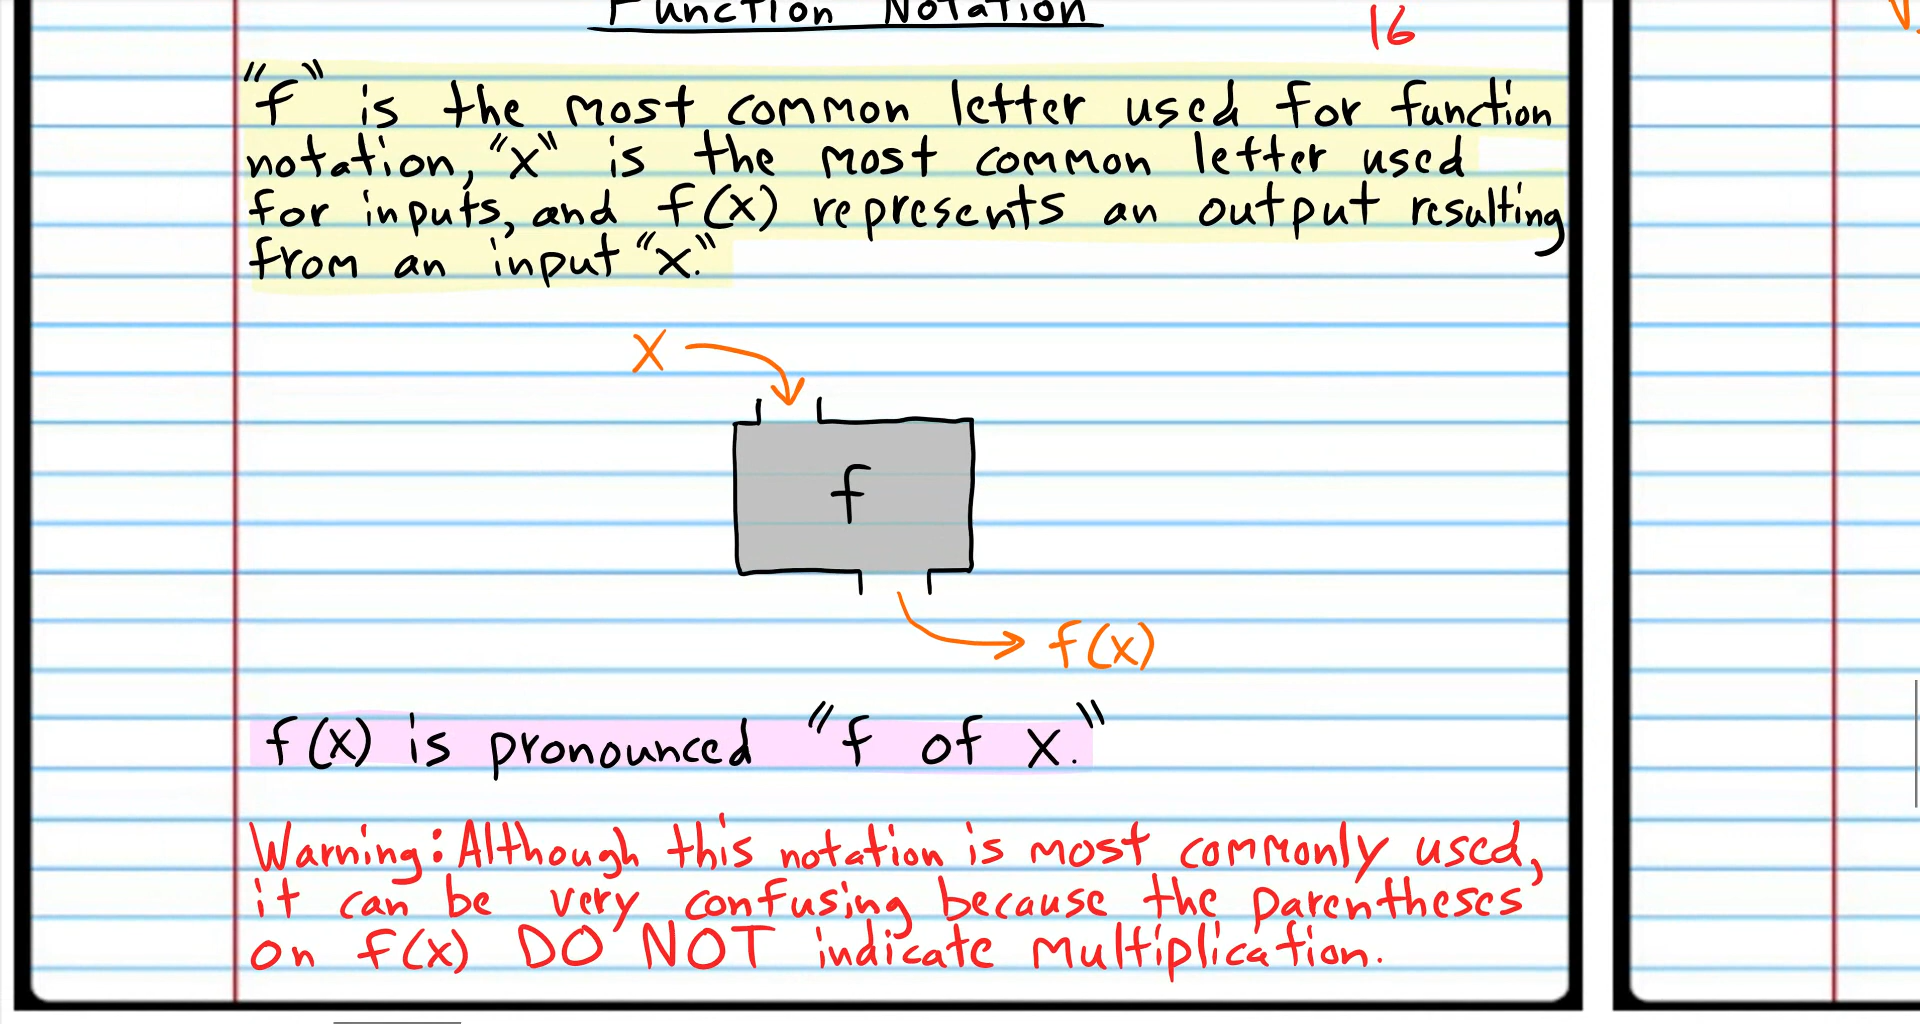 Function Notation
16
"f" is the most common letter used for function
notation, "x" is the most common letter used
for inputs, and f(x) represents an output resulting
from an input "x."
x
f
f(x)
f(x) is pronounced "f of x."
Warning: Although this notation is most commonly used,
it can be very confusing because the parentheses
on f(x) DO NOT indicate multiplication.